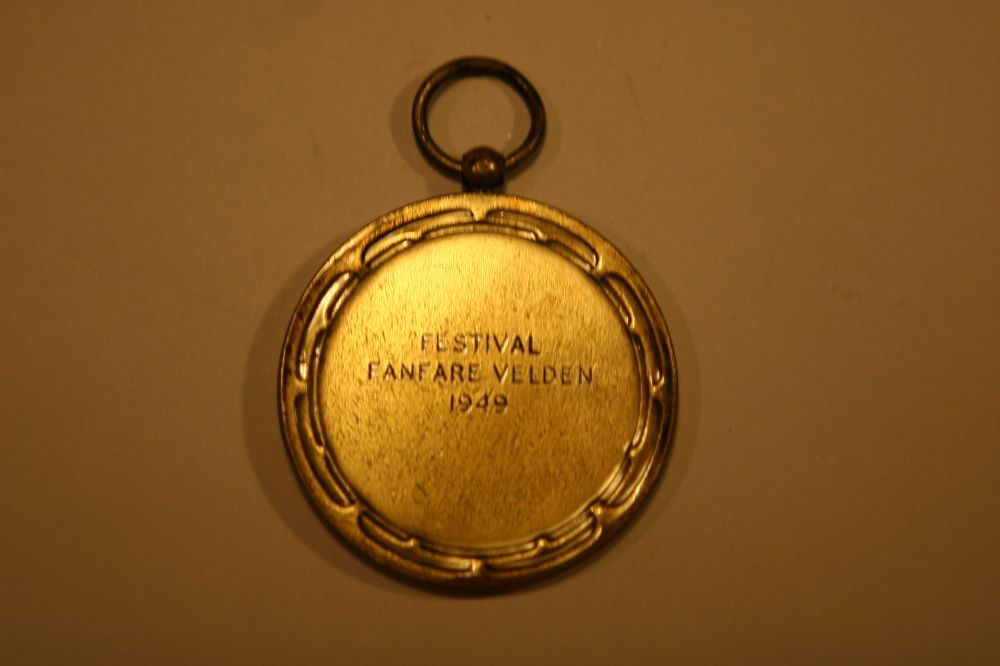 FESTIVAL
FANFARE VELDEN
1949